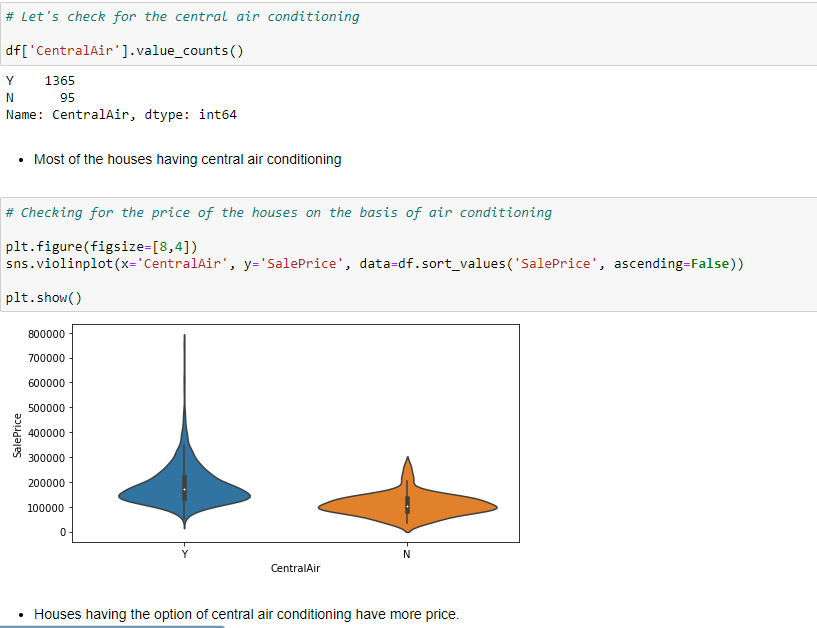 # Let's check for the central air conditioning
df['CentralAir'].value_counts()
Y    1365
N      95
Name: CentralAir, dtype: int64
• Most of the houses having central air conditioning
# Checking for the price of the houses on the basis of air conditioning
plt.figure(figsize=[8,4])
sns.violinplot(x='CentralAir', y='SalePrice', data=df.sort_values('SalePrice', ascending=False))
plt.show()
800000
700000
600000
500000
400000
300000
200000
100000
0
SalePrice
Y N
CentralAir
• Houses having the option of central air conditioning have more price.